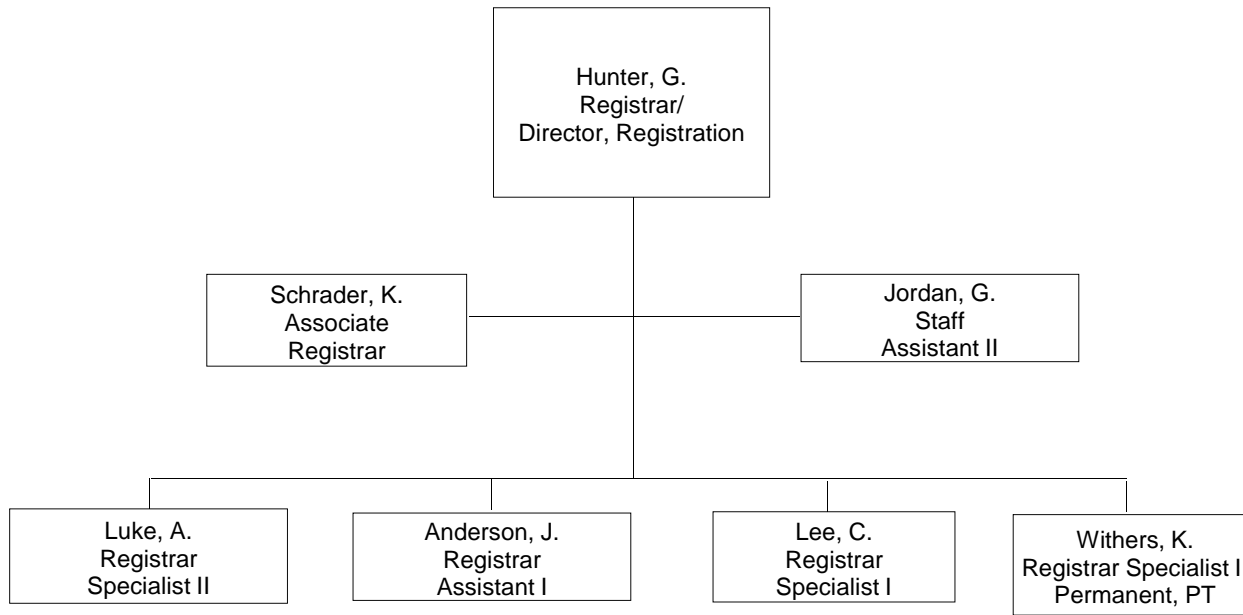 Hunter, G.
Registrar/
Director, Registration
Schrader, K.
Associate
Registrar
Jordan, G.
Staff
Assistant II
Luke, A.
Registrar
Specialist II
Anderson, J.
Registrar
Assistant I
Lee, C.
Registrar
Specialist I
Withers, K.
Registrar Specialist I
Permanent, PT